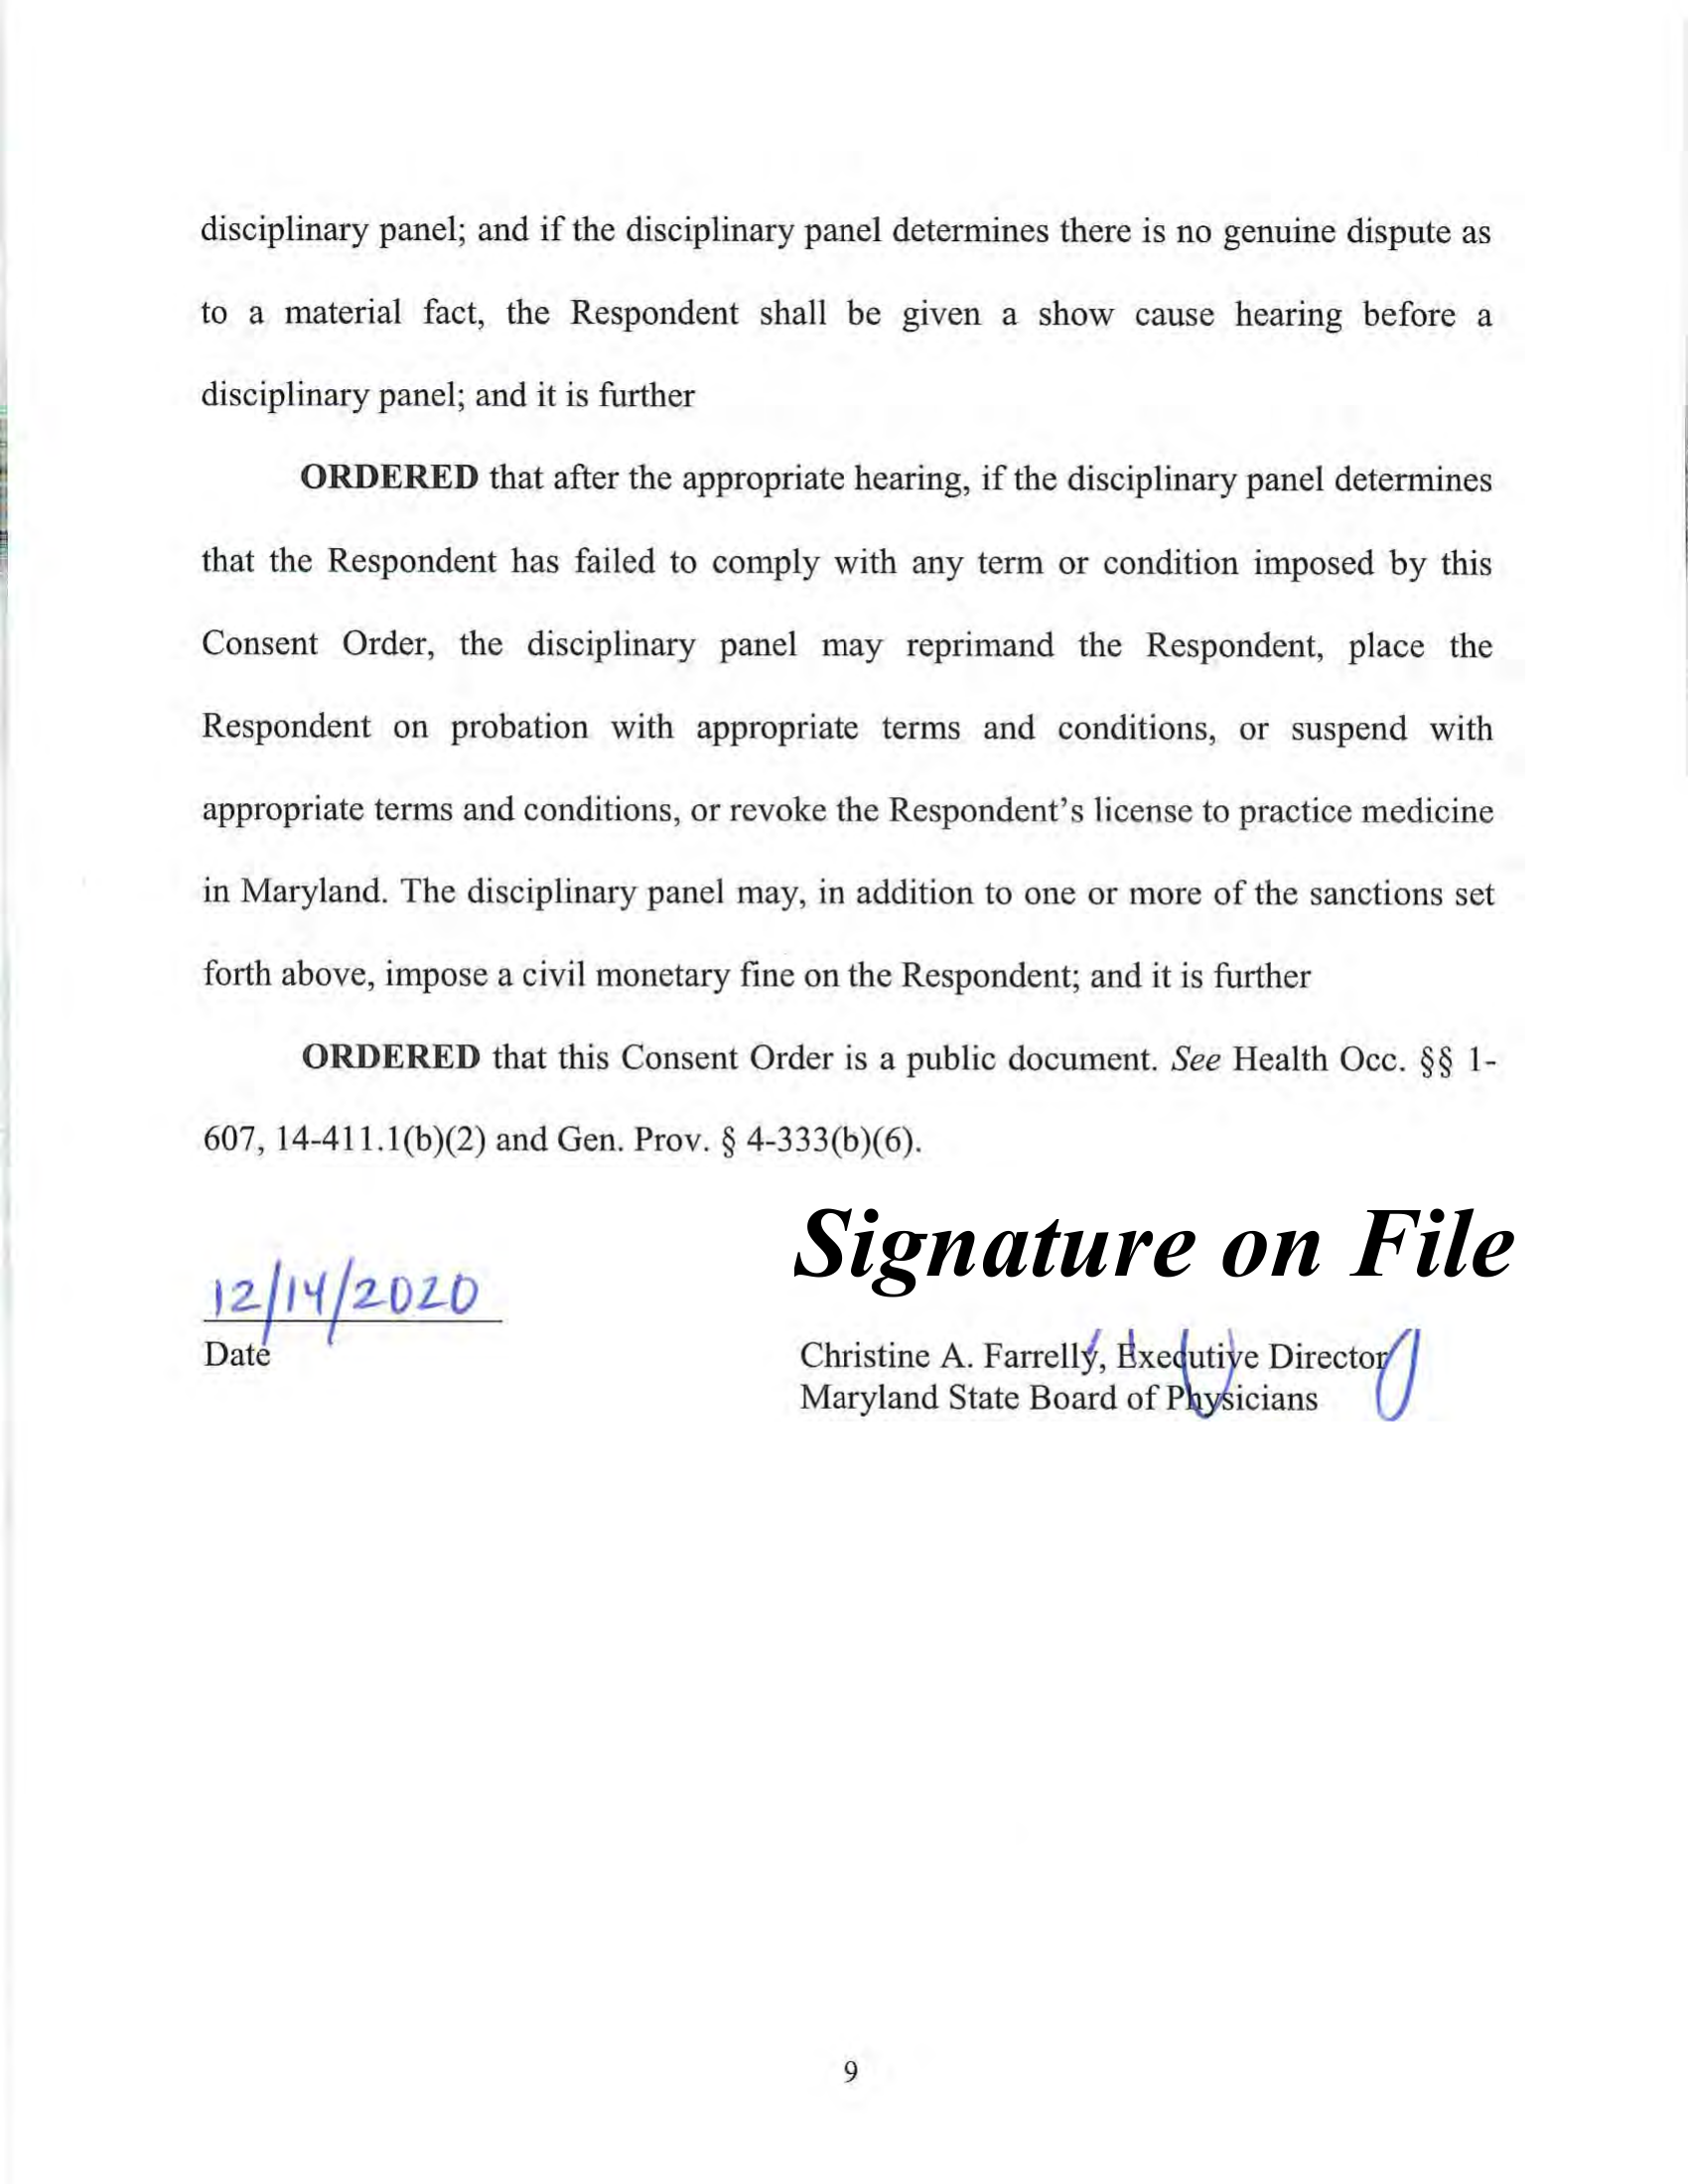 disciplinary panel; and if the disciplinary panel determines there is no genuine dispute as
to a material fact, the Respondent shall be given a show cause hearing before a
disciplinary panel; and it is further
ORDERED that after the appropriate hearing, if the disciplinary panel determines
that the Respondent has failed to comply with any term or condition imposed by this
Consent Order, the disciplinary panel may reprimand the Respondent, place the
Respondent on probation with appropriate terms and conditions, or suspend with
appropriate terms and conditions, or revoke the Respondent's license to practice medicine
in Maryland. The disciplinary panel may, in addition to one or more of the sanctions set
forth above, impose a civil monetary fine on the Respondent; and it is further
ORDERED that this Consent Order is a public document. See Health Occ. §§ 1-
607, 14-411.1(b)(2) and Gen. Prov. § 4-333(b)(6).
Signature on File
12/14/2020
Date
Christine A. Farrelly, Executive Director
Maryland State Board of Physicians
9